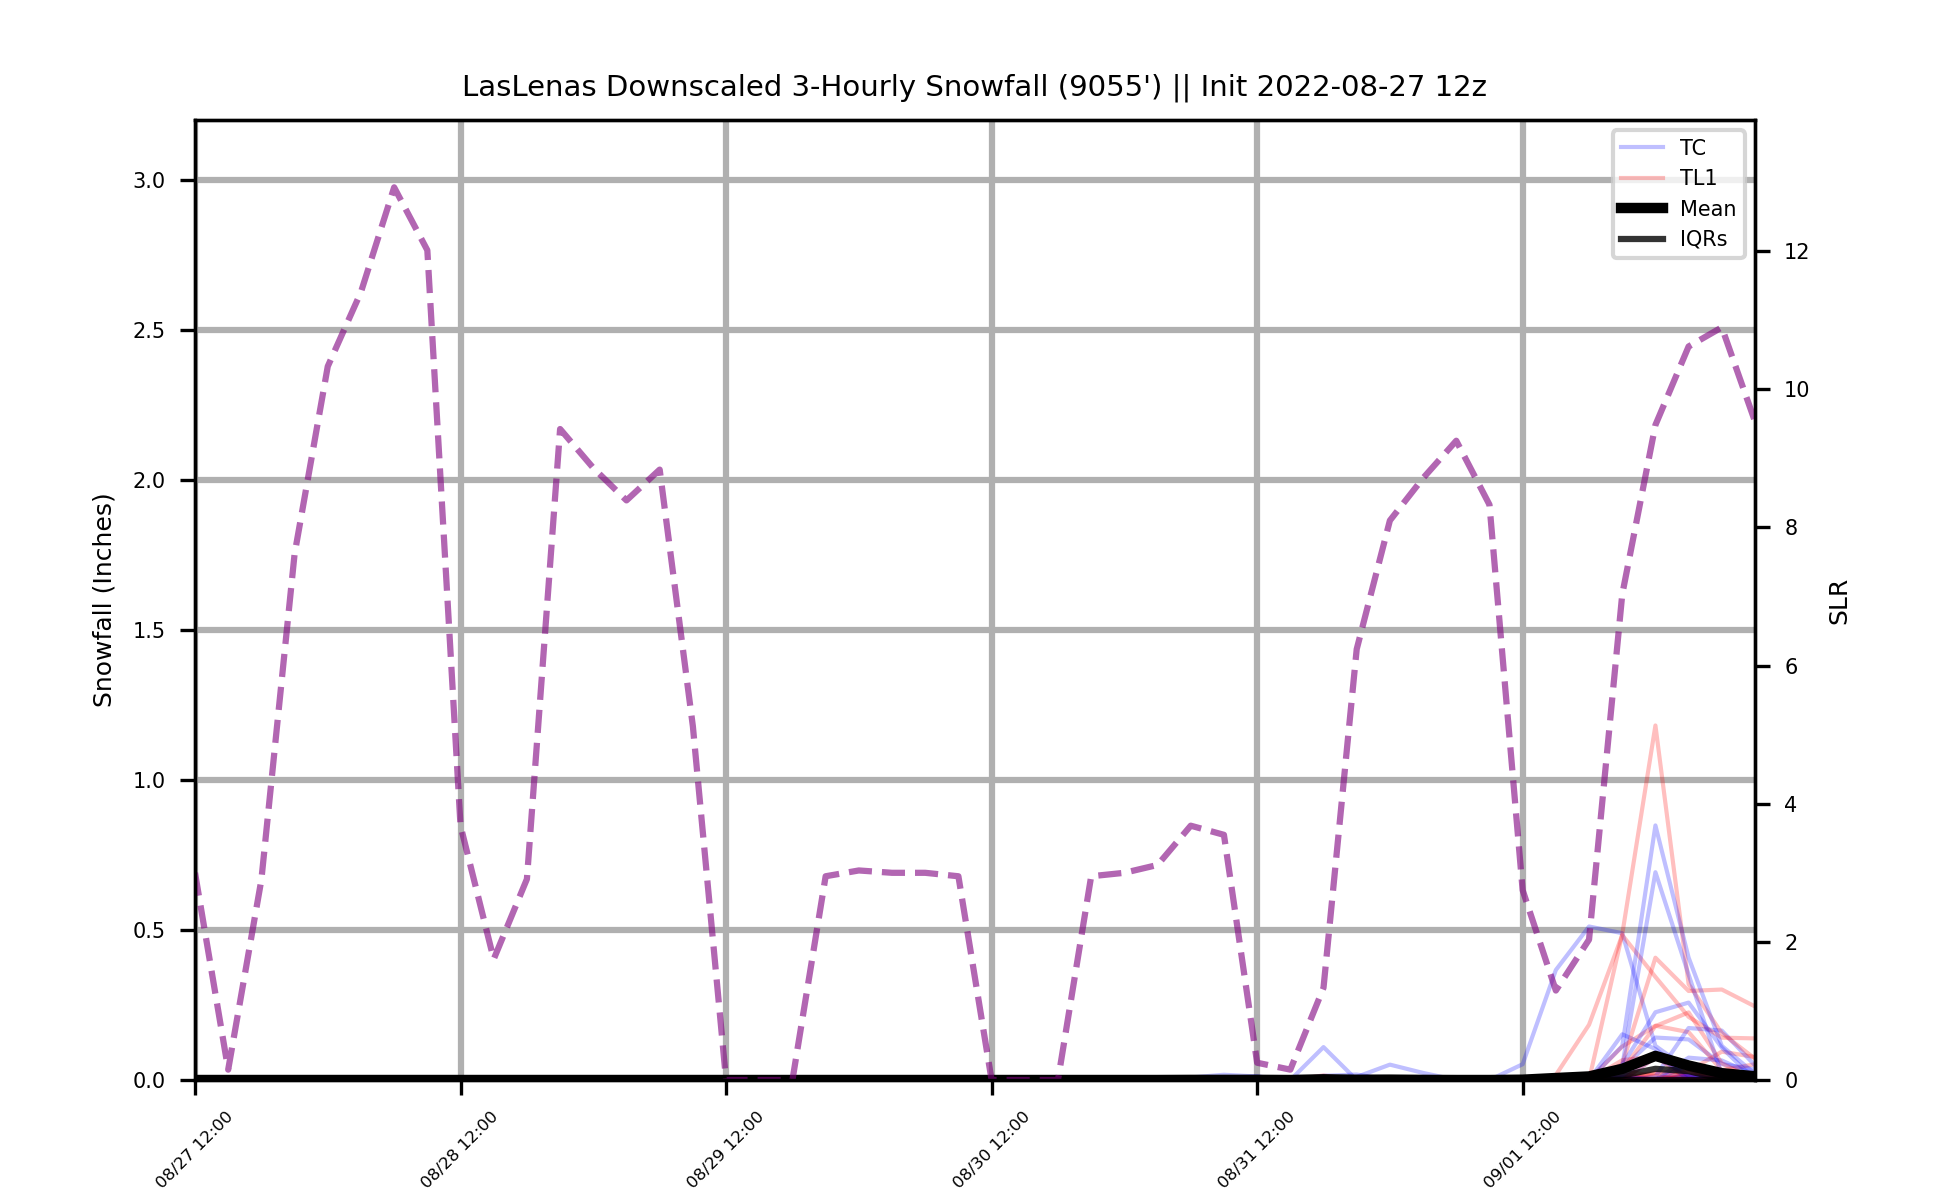 LasLenas Downscaled 3-Hourly Snowfall (9055') || Init 2022-08-27 12z
TC
TL1
Mean
IQRs
Snowfall (Inches)
3.0
2.5
2.0
1.5
1.0
0.5
0.0
SLR
12
10
8
6
4
2
0
08/27 12:00
08/28 12:00
08/29 12:00
08/30 12:00
08/31 12:00
09/01 12:00